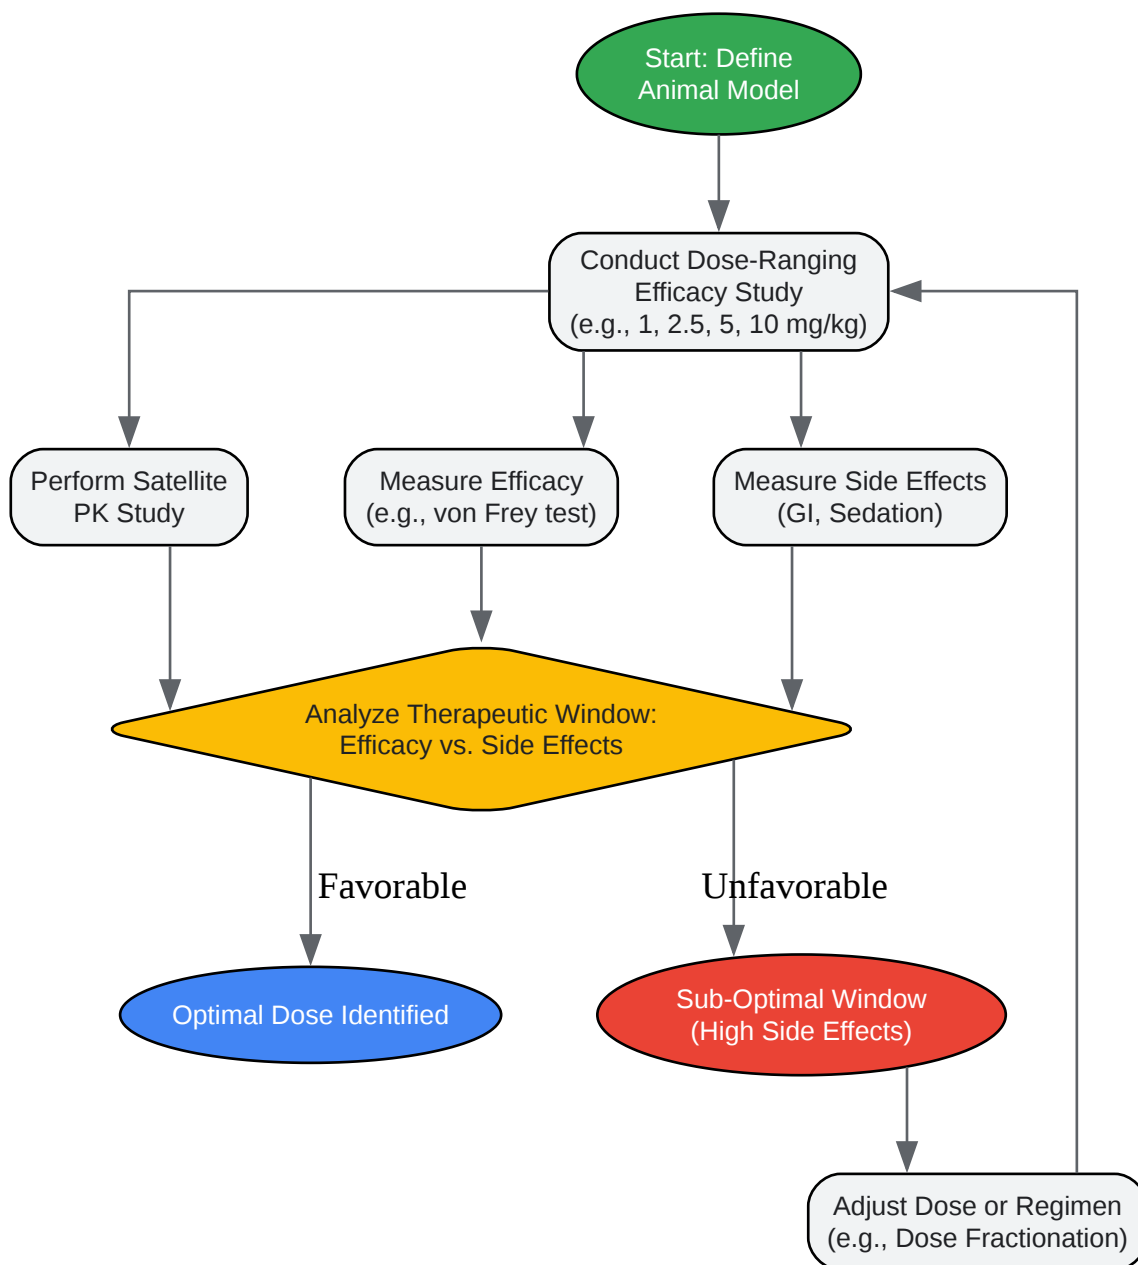 Start: Define
Animal Model
Conduct Dose-Ranging
Efficacy Study
(e.g., 1, 2.5, 5, 10 mg/kg)
Perform Satellite
PK Study
Measure Efficacy
(e.g., von Frey test)
Measure Side Effects
(GI, Sedation)
Analyze Therapeutic Window:
Efficacy vs. Side Effects
Favorable
Unfavorable
Optimal Dose Identified
Sub-Optimal Window
(High Side Effects)
Adjust Dose or Regimen
(e.g., Dose Fractionation)